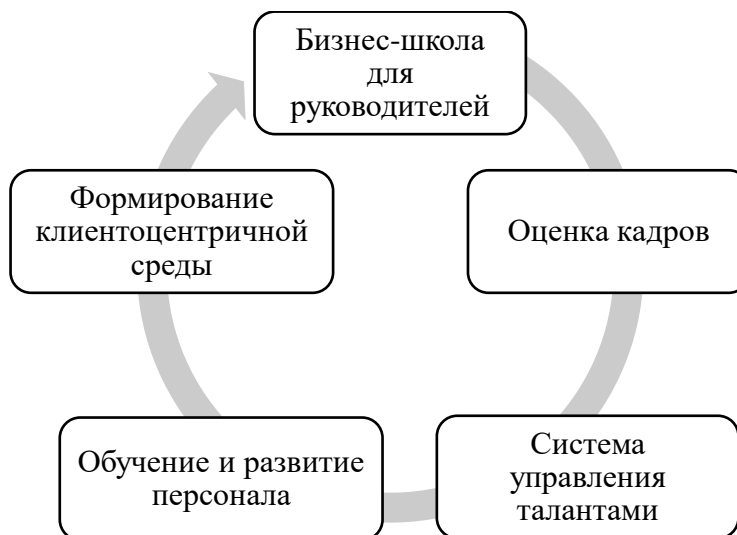 Бизнес-школа
для
руководителей
Оценка кадров
Система
управления
талантами
Обучение и развитие
персонала
Формирование
клиентоцентричной
среды